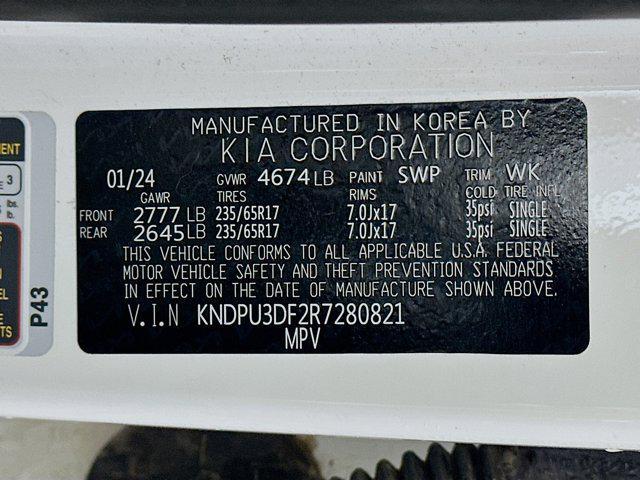 MANUFACTURED IN KOREA BY
KIA CORPORATION
01/24 GVWR 4674 LB PAINT SWP TRIM WK
GAWR TIRES RIMS COLD TIRE INFL
FRONT 2777 LB 235/65R17 7.0Jx17 35psi SINGLE
REAR 2645 LB 235/65R17 7.0Jx17 35psi SINGLE
THIS VEHICLE CONFORMS TO ALL APPLICABLE U.S.A. FEDERAL
MOTOR VEHICLE SAFETY AND THEFT PREVENTION STANDARDS
IN EFFECT ON THE DATE OF MANUFACTURE SHOWN ABOVE.
V.I.N KNDPU3DF2R7280821
MPV
P43
3
lbs.
lb.